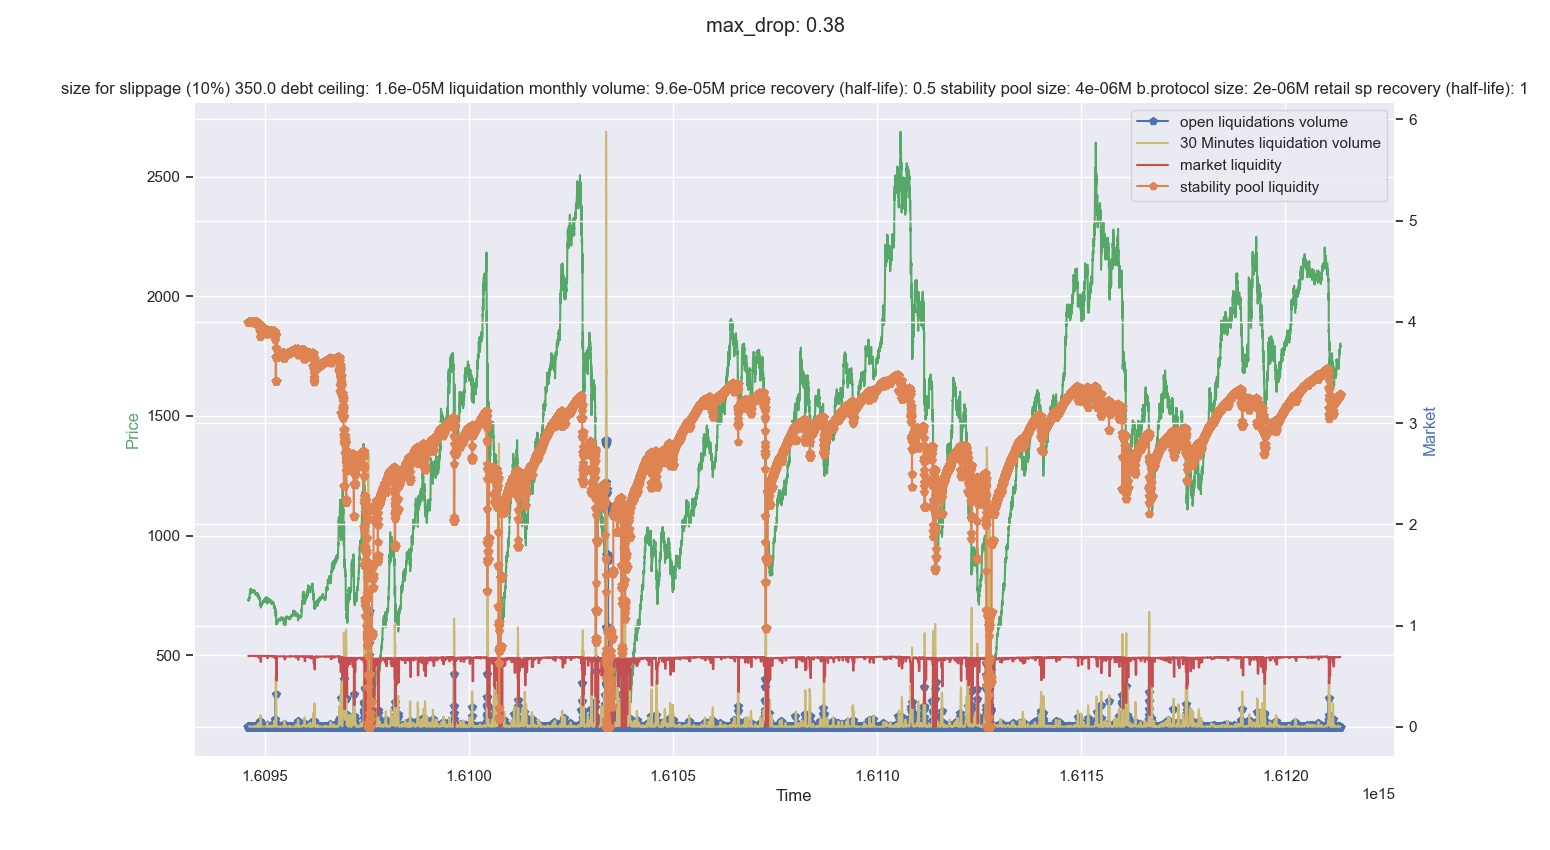 max_drop: 0.38
size for slippage (10%) 350.0 debt ceiling: 1.6e-05M liquidation monthly volume: 9.6e-05M price recovery (half-life): 0.5 stability pool size: 4e-06M b.protocol size: 2e-06M retail sp recovery (half-life): 1
open liquidations volume
30 Minutes liquidation volume
market liquidity
stability pool liquidity
2500
2000
1500
1000
500
Price
6
5
4
3
2
1
0
Market
1.6095
1.6100
1.6105
1.6110
1.6115
1.6120
Time
1e15